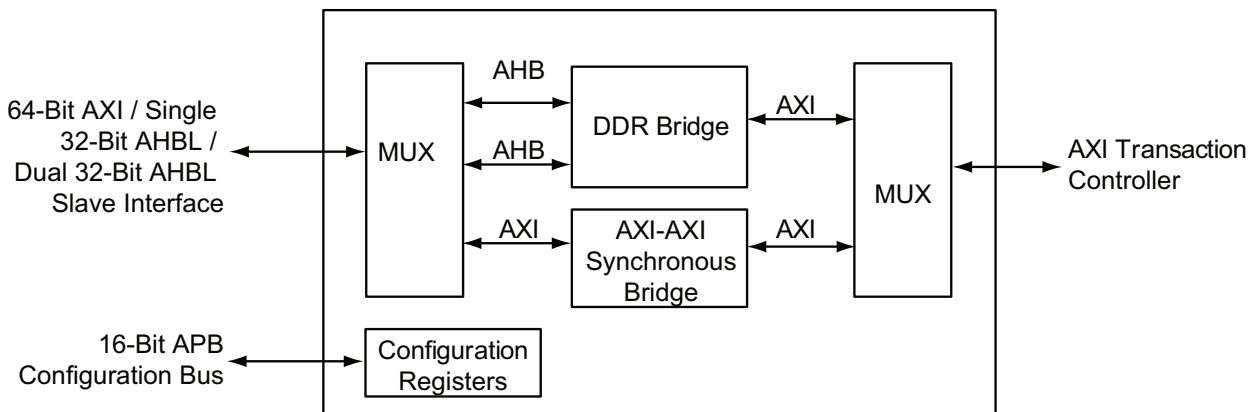 64-Bit AXI / Single
32-Bit AHBL /
Dual 32-Bit AHBL
Slave Interface
MUX
AHB
AHB
AXI
DDR Bridge
AXI-AXI
Synchronous
Bridge
AXI
AXI
MUX
AXI Transaction
Controller
16-Bit APB
Configuration Bus
Configuration
Registers